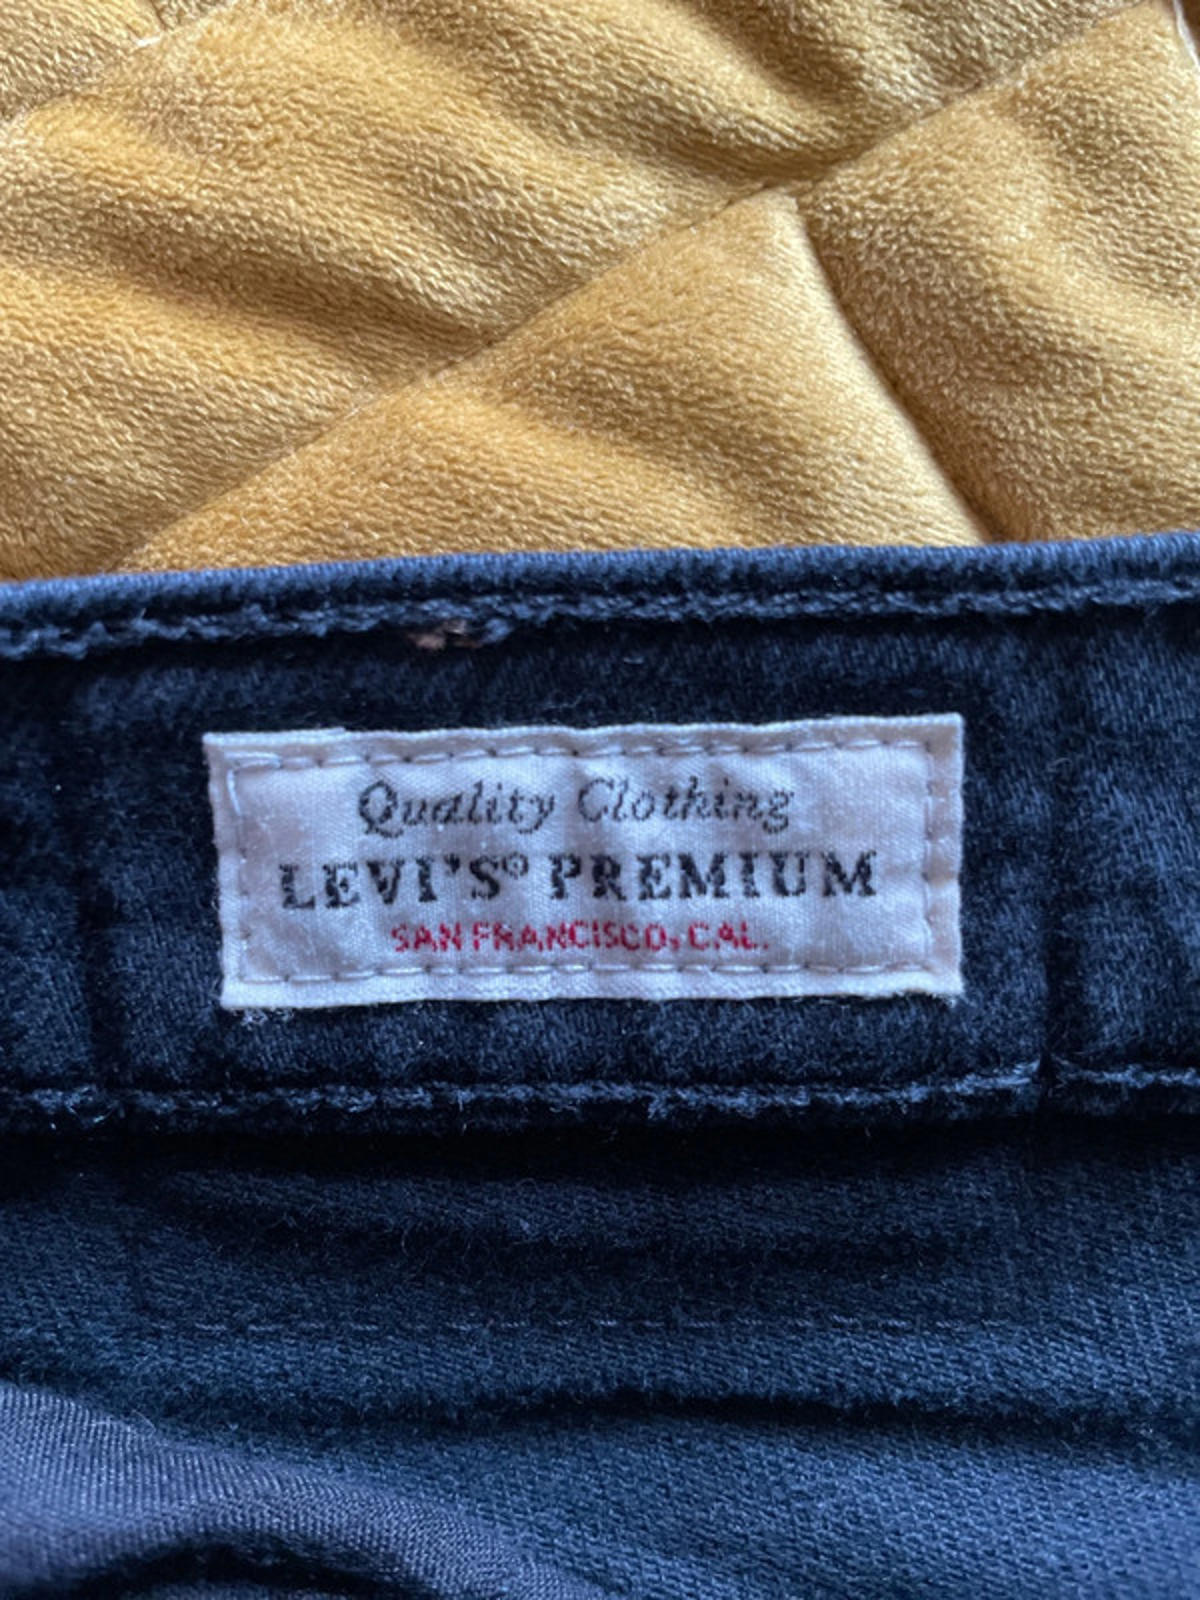 Quality Clothing
LEVI'S® PREMIUM
SAN FRANCISCO, CAL.